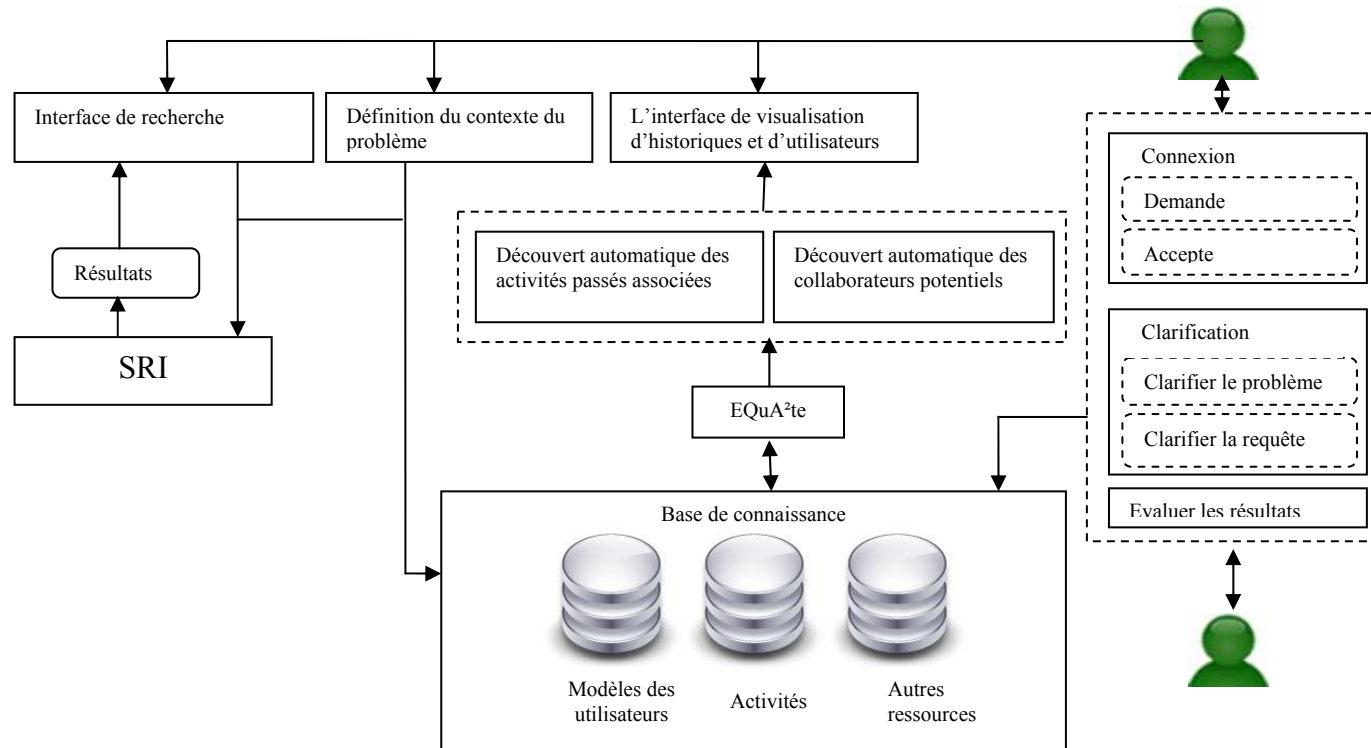 Interface de recherche
Définition du contexte du
problème
L’interface de visualisation
d’historiques et d’utilisateurs
Connexion
Demande
Accepte
Résultats
Découvert automatique des
activités passés associées
Découvert automatique des
collaborateurs potentiels
SRI
Clarification
Clarifier le problème
Clarifier la requête
EQuA²te
Evaluer les résultats
Base de connaissance
Modèles des
utilisateurs
Activités
Autres
ressources